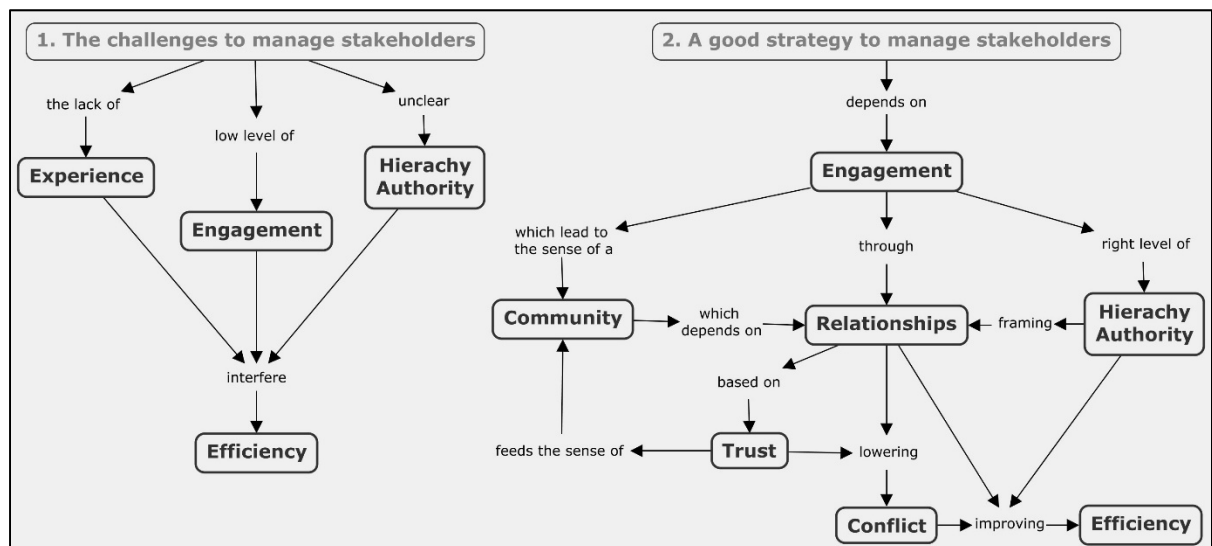 1. The challenges to manage stakeholders
the lack of
low level of
unclear
Experience
Engagement
Hierachy
Authority
interfere
Efficiency
2. A good strategy to manage stakeholders
depends on
Engagement
which lead to
the sense of a
through
right level of
Community
which
depends on
Relationships
framing
Hierachy
Authority
based on
feeds the sense of
Trust
lowering
Conflict
improving
Efficiency